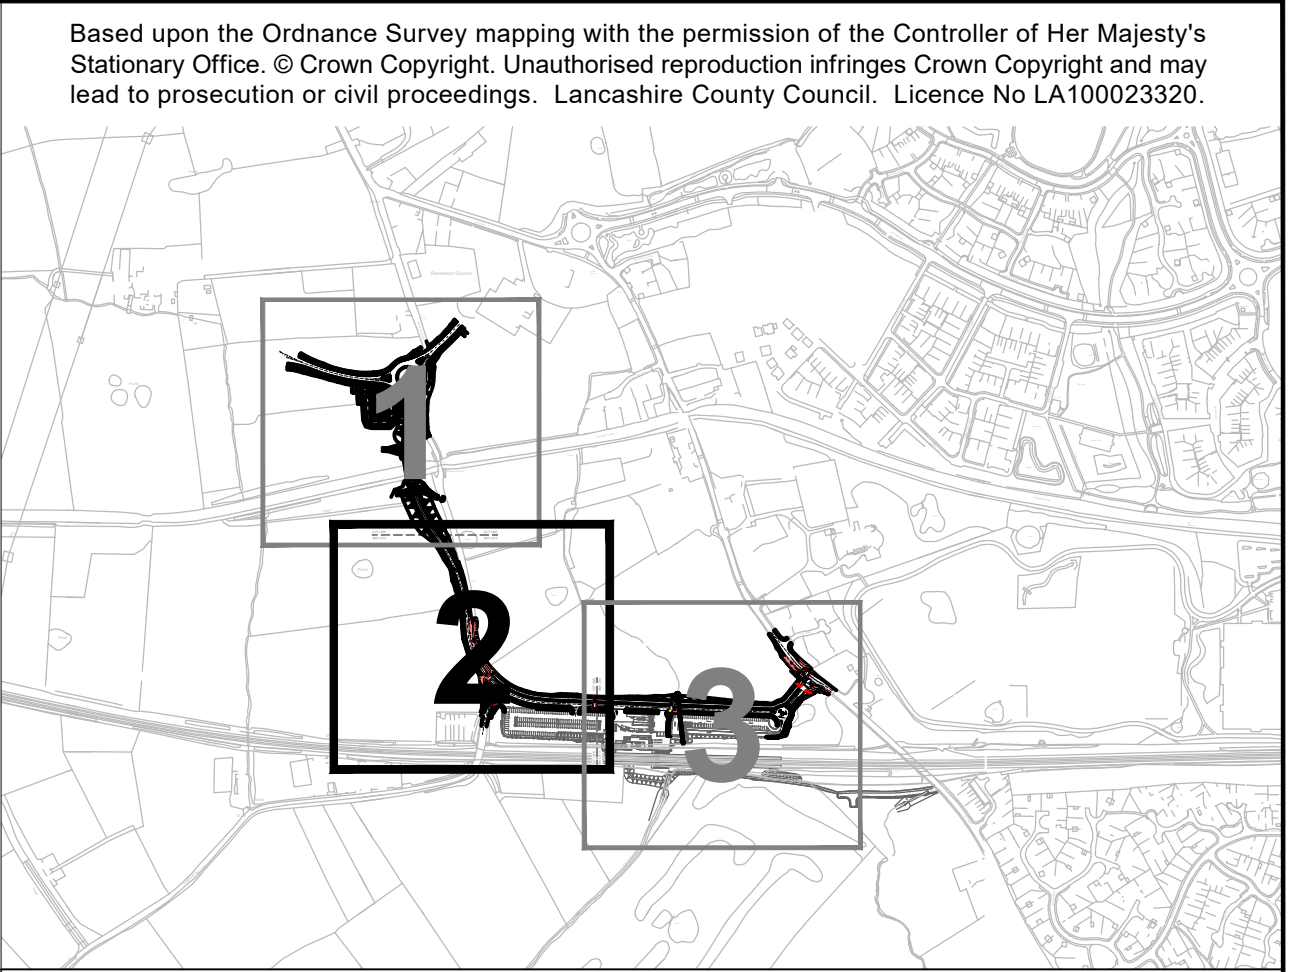 Based upon the Ordnance Survey mapping with the permission of the Controller of Her Majesty's
Stationary Office. © Crown Copyright. Unauthorised reproduction infringes Crown Copyright and may
lead to prosecution or civil proceedings.  Lancashire County Council.  Licence No LA100023320.
Recreation Ground
1
2
3